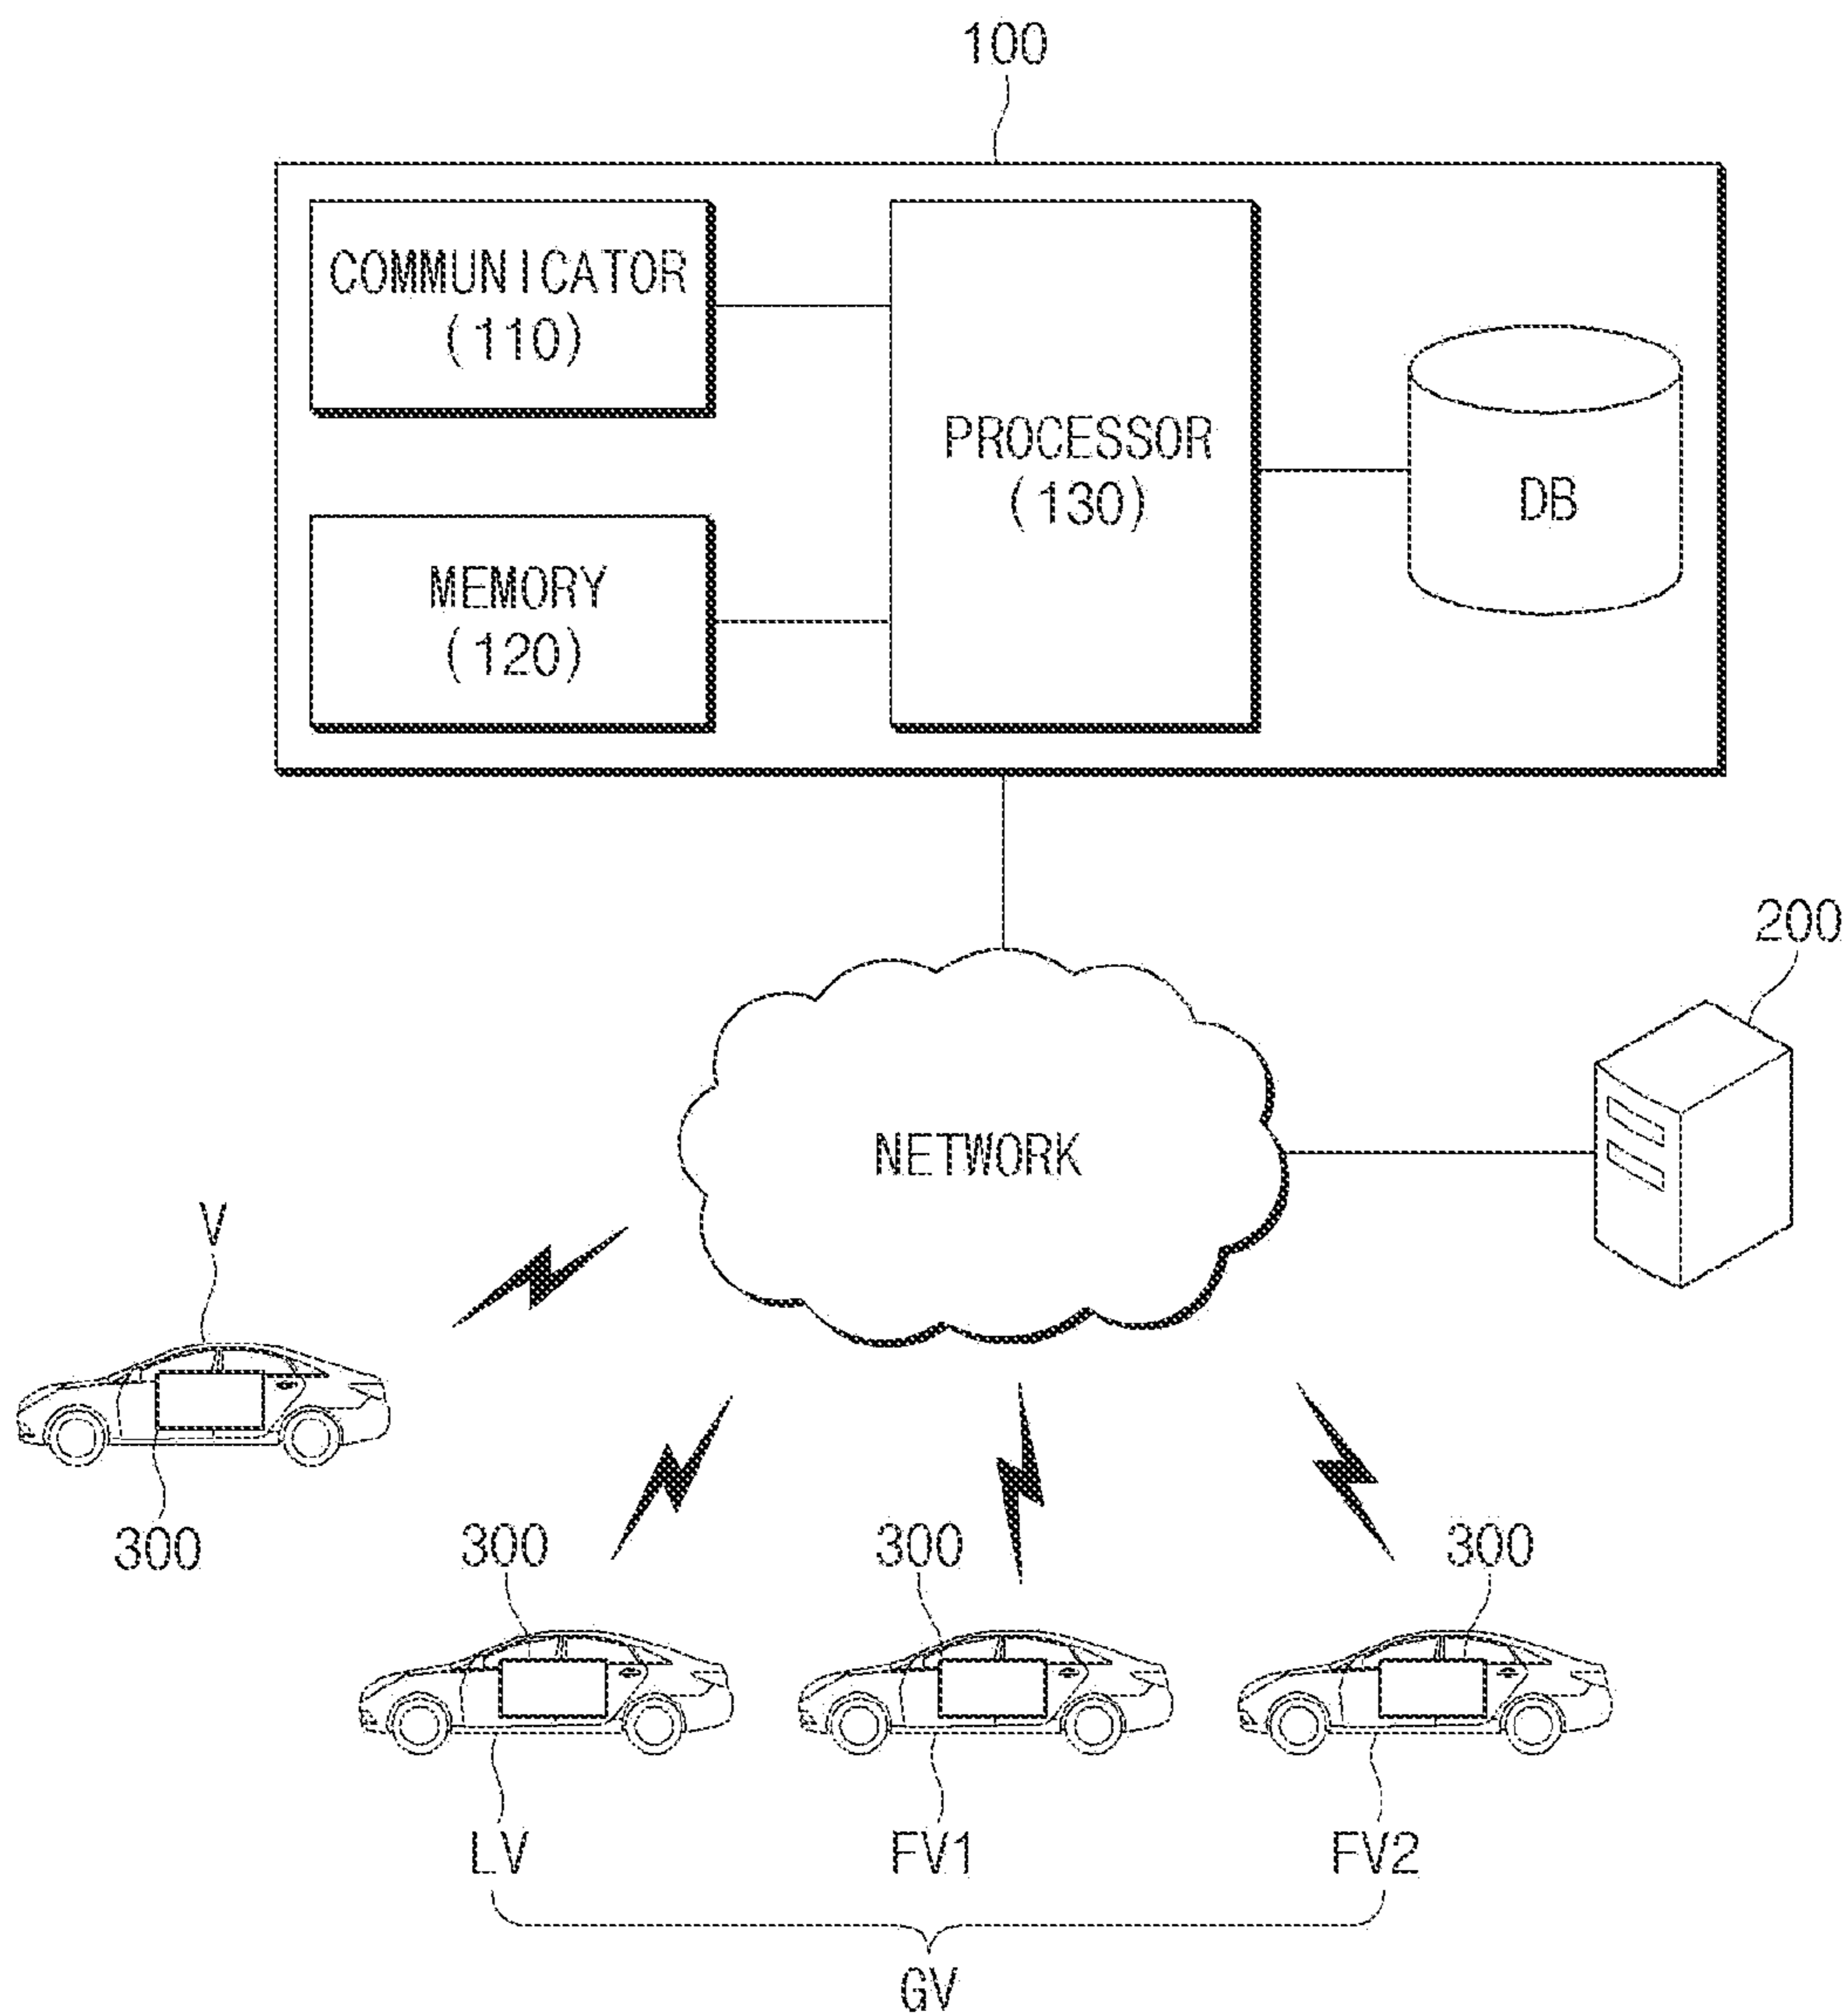 100
COMMUNICATOR
(110)
PROCESSOR
(130)
DB
MEMORY
(120)
200
NETWORK
V
300
300
300
300
LV
FV1
FV2
GV